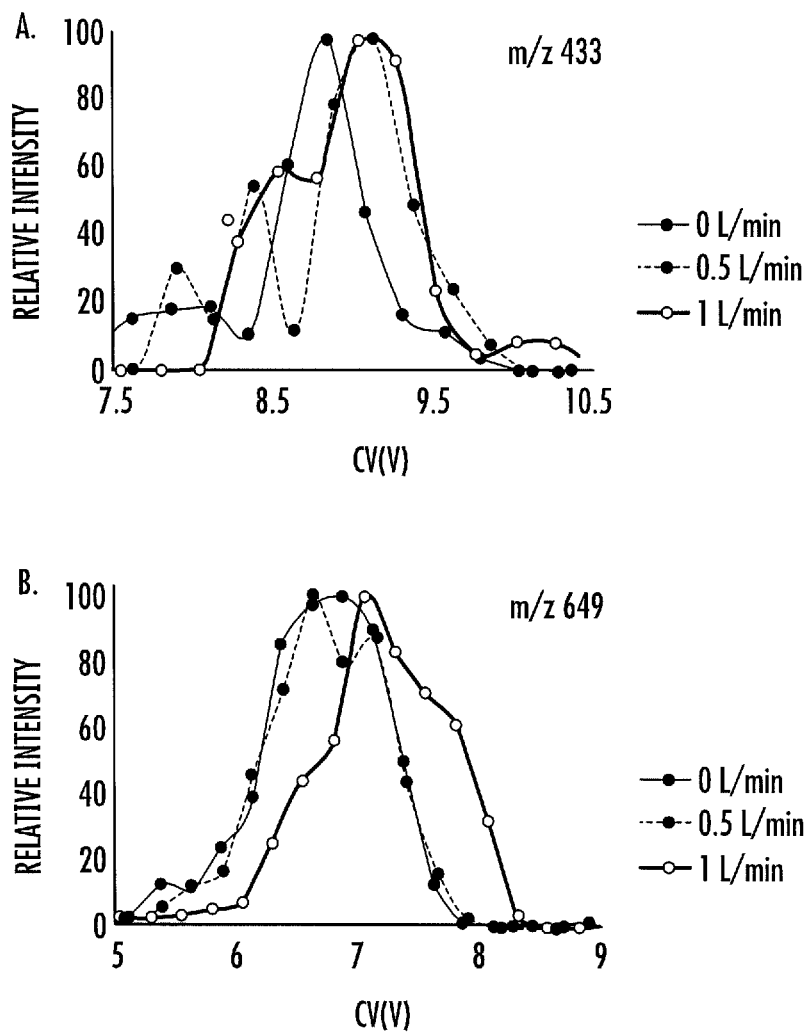 A.
m/z 433
RELATIVE INTENSITY
100
80
60
40
20
0
7.5 8.5 9.5 10.5
CV(V)
0 L/min
0.5 L/min
1 L/min
B.
m/z 649
RELATIVE INTENSITY
100
80
60
40
20
0
5 6 7 8 9
CV(V)
0 L/min
0.5 L/min
1 L/min